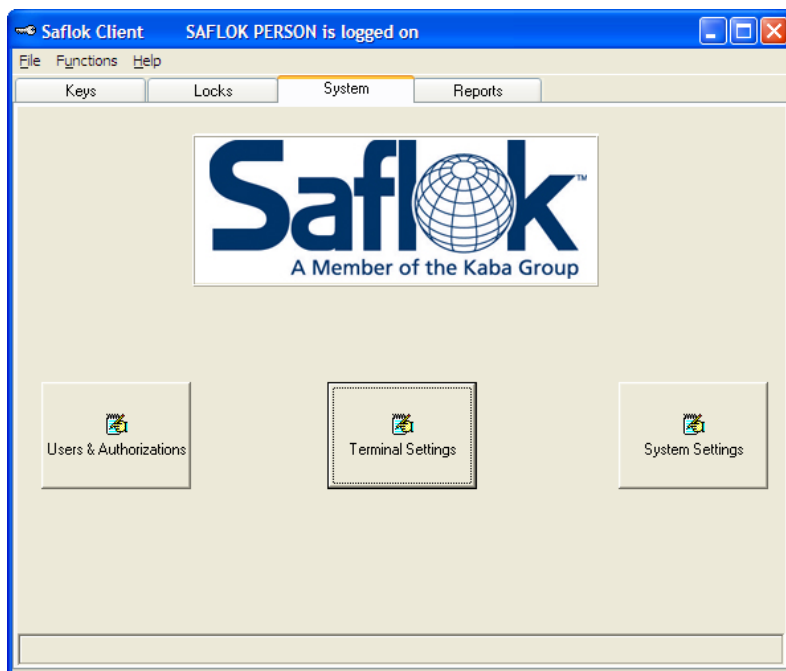 Saflok Client SAFLOK PERSON is logged on
File Functions Help
Keys Locks System Reports
Saflok™
A Member of the Kaba Group
Users & Authorizations Terminal Settings System Settings